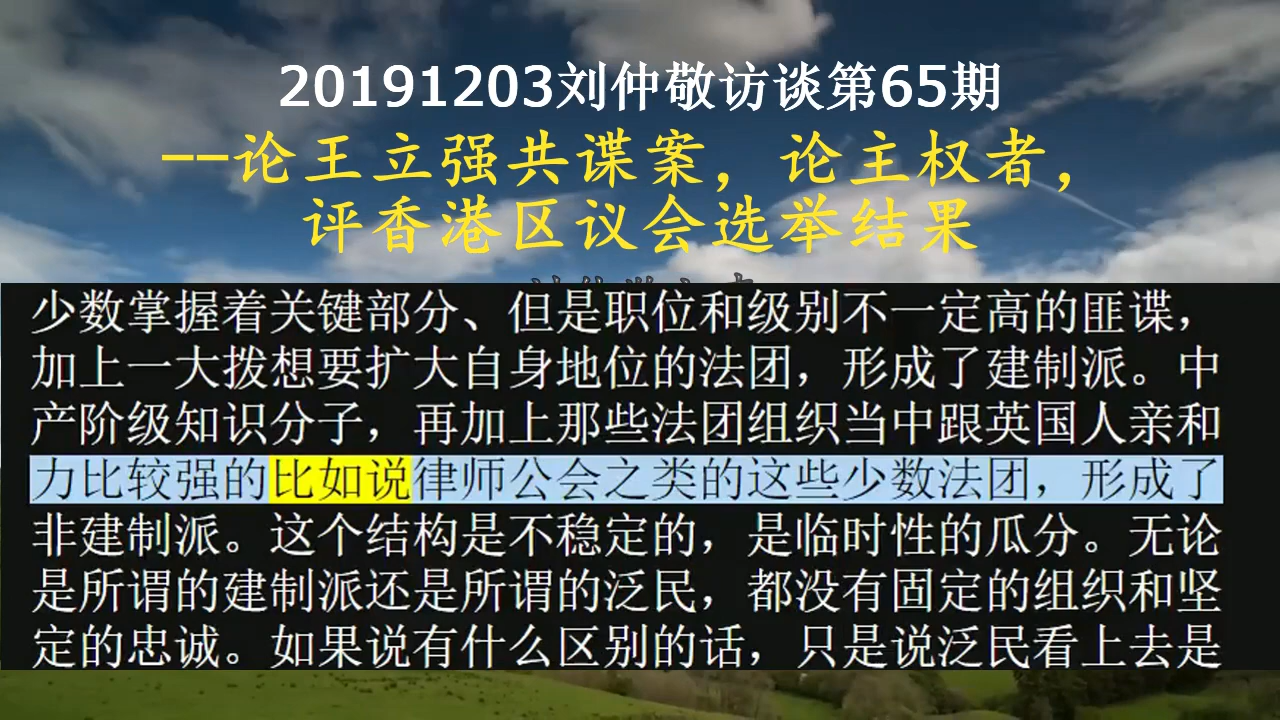 20191203刘仲敬访谈第65期
--论王立强共谍案，论主权者，
评香港区议会选举结果
少数掌握着关键部分、但是职位和级别不一定高的匪谍，
加上一大拨想要扩大自身地位的法团，形成了建制派。中
产阶级知识分子，再加上那些法团组织当中跟英国人亲和
力比较强的比如说律师公会之类的这些少数法团，形成了
非建制派。这个结构是不稳定的，是临时性的瓜分。无论
是所谓的建制派还是所谓的泛民，都没有固定的组织和坚
定的忠诚。如果说有什么区别的话，只是说泛民看上去是